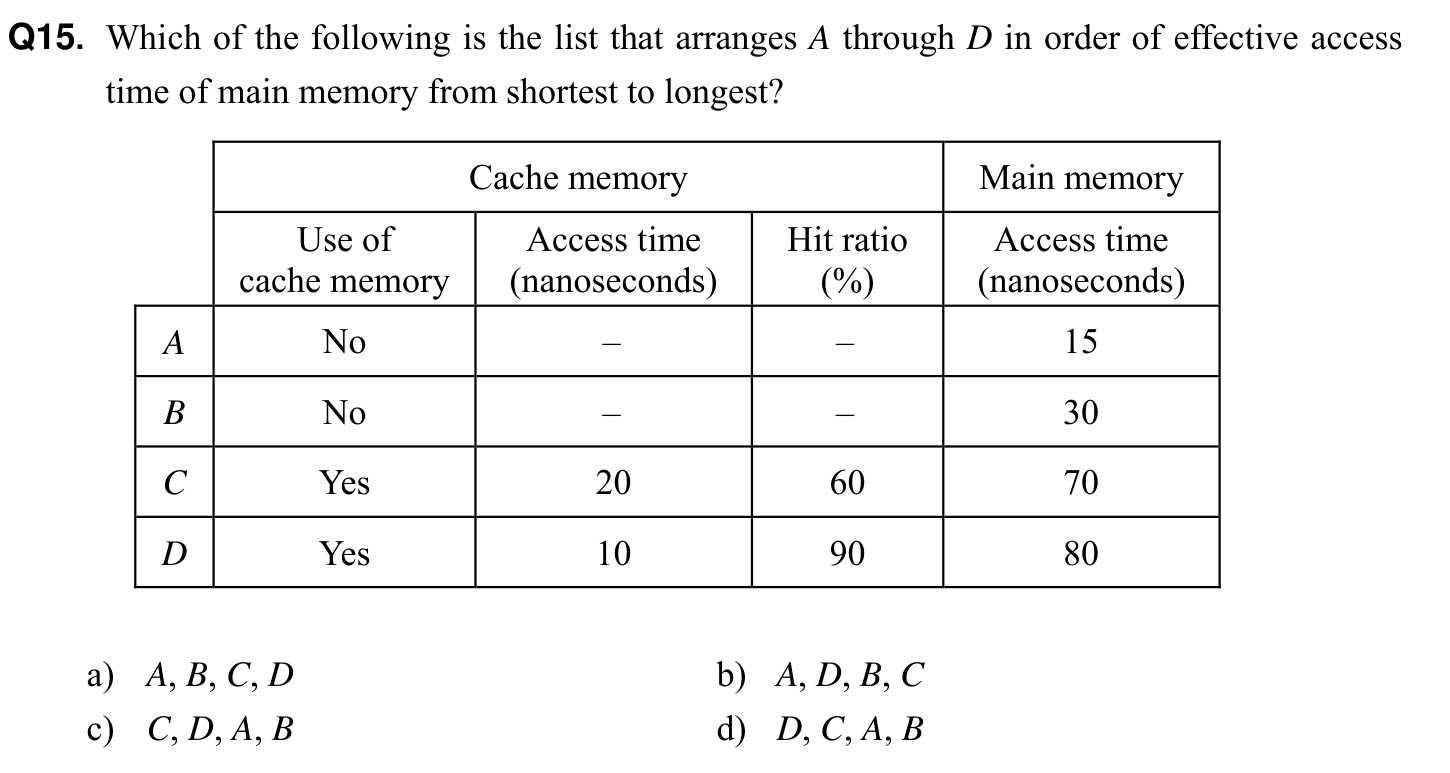 Q15. Which of the following is the list that arranges A through D in order of effective access
time of main memory from shortest to longest?
Cache memory Main memory
Use of cache memory Access time (nanoseconds) Hit ratio (%) Access time (nanoseconds)
A No – – 15
B No – – 30
C Yes 20 60 70
D Yes 10 90 80
a) A, B, C, D b) A, D, B, C
c) C, D, A, B d) D, C, A, B